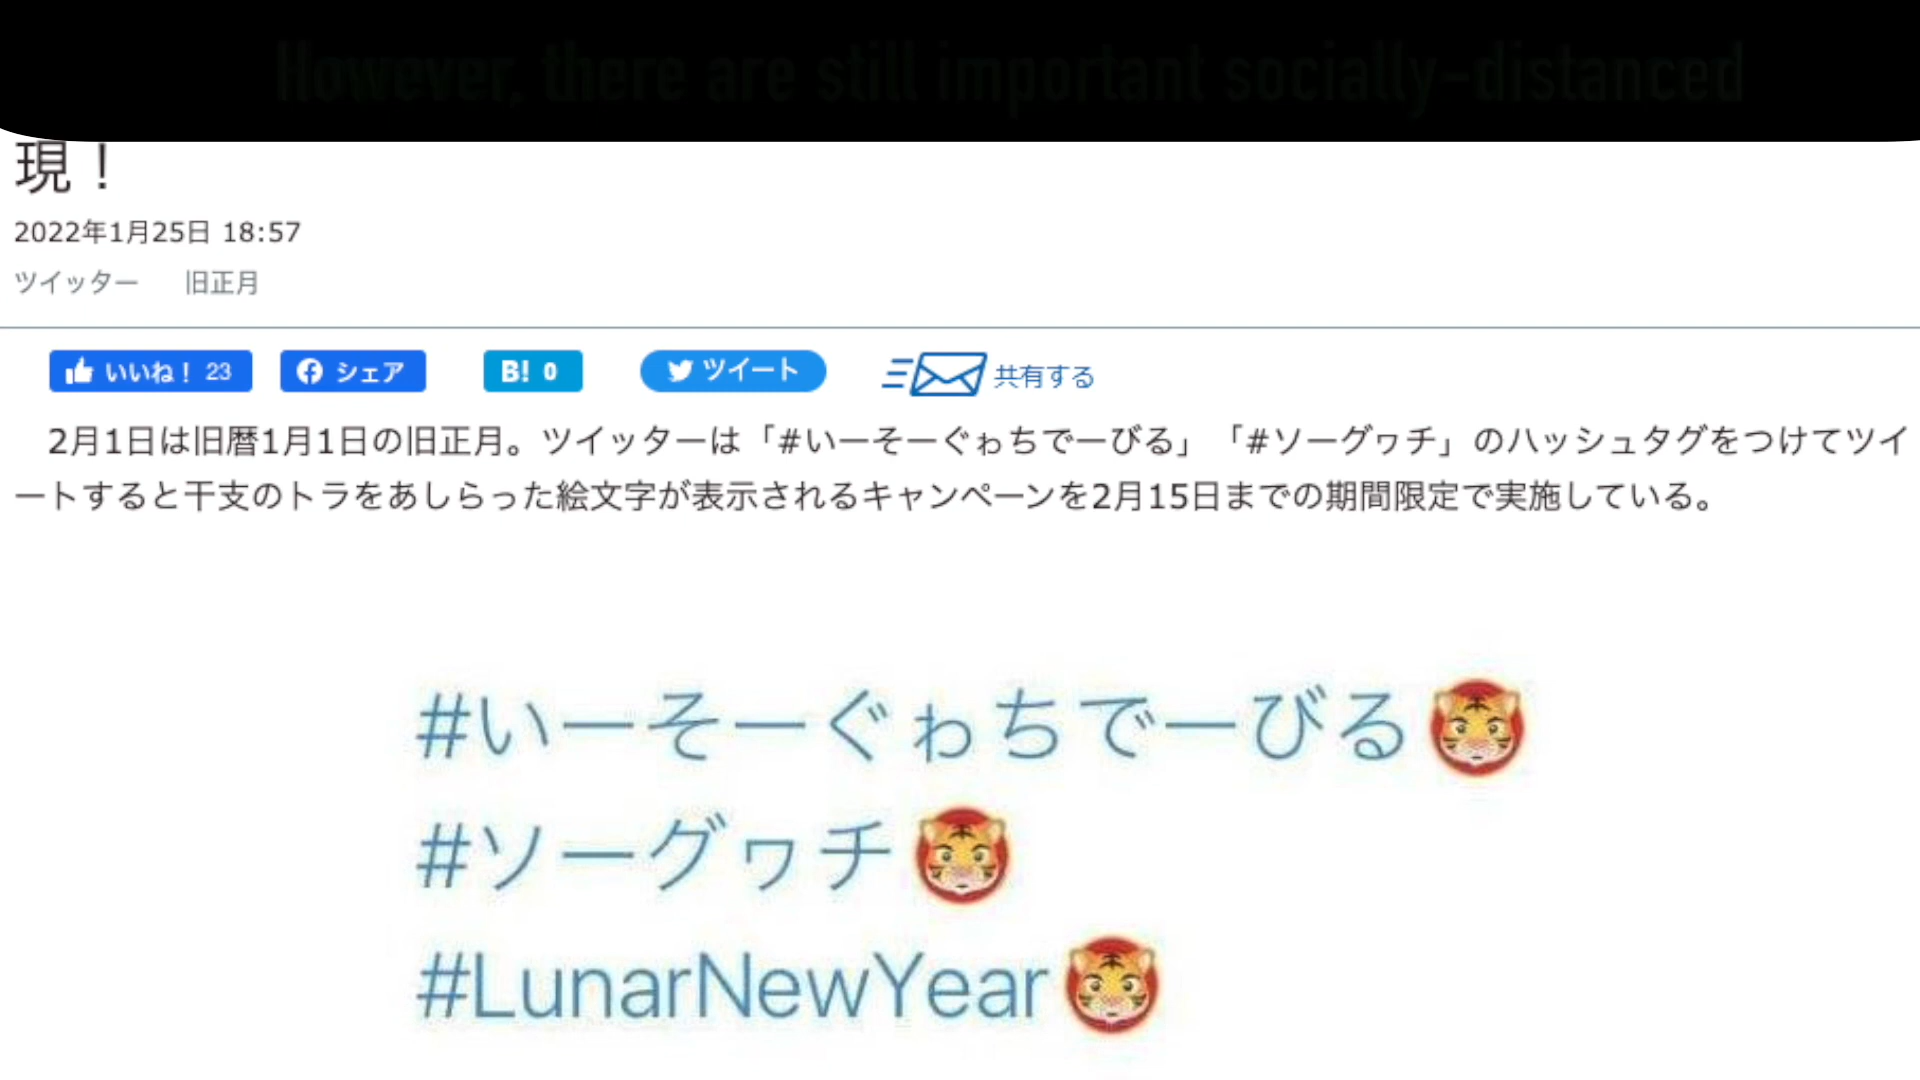 However, there are still important socially-distanced
現！
2022年1月25日 18:57
ツイッター 旧正月
いいね！ 23 シェア B! 0 ツイート 共有する
2月1日は旧暦1月1日の旧正月。ツイッターは「#いーそーぐゎちでーびる」「#ソーグヮチ」のハッシュタグをつけてツイ
ートすると干支のトラをあしらった絵文字が表示されるキャンペーンを2月15日までの期間限定で実施している。
#いーそーぐゎちでーびる
#ソーグヮチ
#LunarNewYear